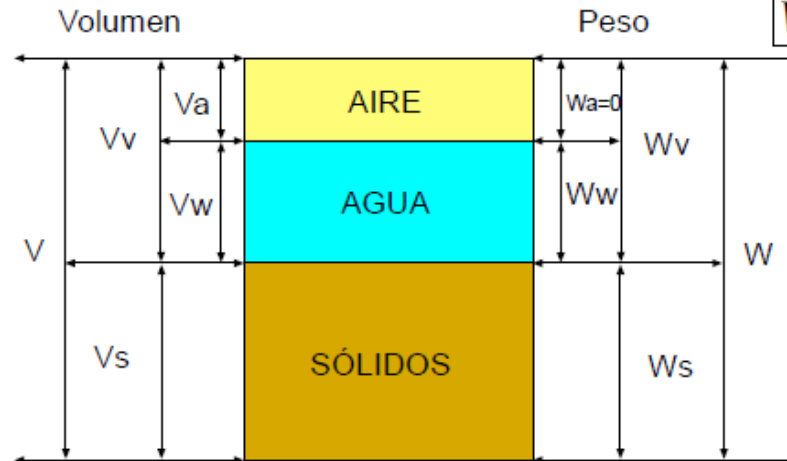 Volumen Peso
Va AIRE Wa=0
Vv Wv
Vw AGUA Ww
V W
Vs SÓLIDOS Ws